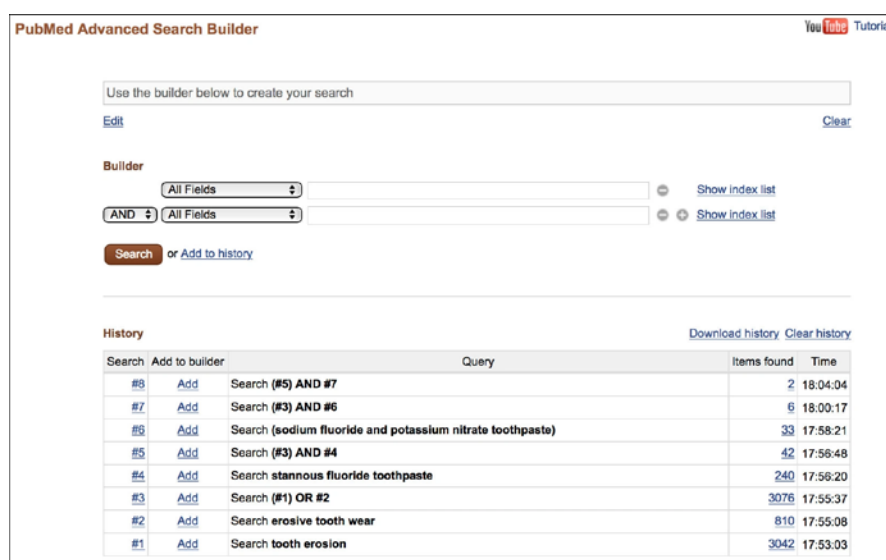 PubMed Advanced Search Builder
You Tube
Use the builder below to create your search
Edit Clear
Builder
All Fields Show index list
AND All Fields Show index list
Search or Add to history
History Download history Clear history
Search Add to builder Query Items found Time
#8 Add Search (#5) AND #7 2 18:04:04
#7 Add Search (#3) AND #6 6 18:00:17
#6 Add Search (sodium fluoride and potassium nitrate toothpaste) 33 17:58:21
#5 Add Search (#3) AND #4 42 17:56:48
#4 Add Search stannous fluoride toothpaste 240 17:56:20
#3 Add Search (#1) OR #2 3076 17:55:37
#2 Add Search erosive tooth wear 810 17:55:08
#1 Add Search tooth erosion 3042 17:53:03